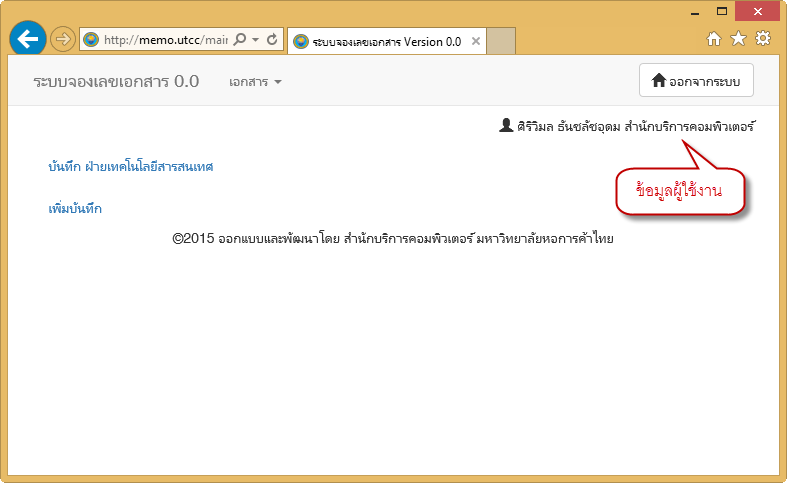 http://memo.utcc/mair
ระบบจองเลขเอกสาร Version 0.0
ระบบจองเลขเอกสาร 0.0
เอกสาร
ออกจากระบบ
ศิริวิมล ธันชลัชอุดม สำนักบริการคอมพิวเตอร์
บันทึก ฝ่ายเทคโนโลยีสารสนเทศ
ข้อมูลผู้ใช้งาน
เพิ่มบันทึก
©2015 ออกแบบและพัฒนาโดย สำนักบริการคอมพิวเตอร์ มหาวิทยาลัยหอการค้าไทย